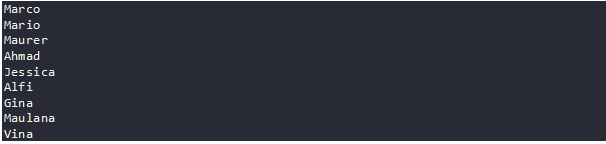 Marco
Mario
Maurer
Ahmad
Jessica
Alfi
Gina
Maulana
Vina